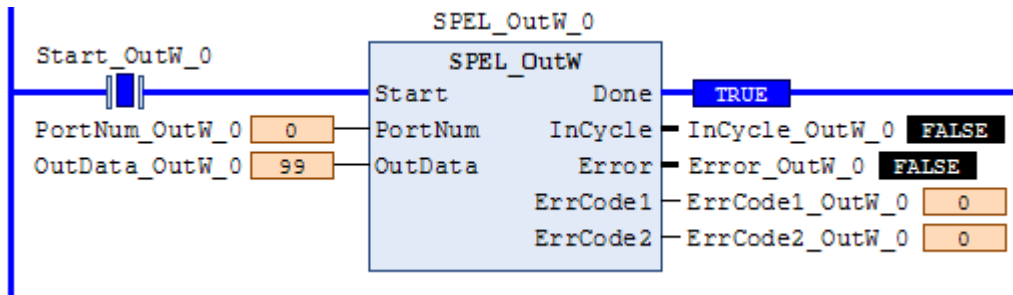 SPEL_OutW_0
Start_OutW_0
SPEL_OutW
Start Done TRUE
PortNum_OutW_0 0 PortNum InCycle InCycle_OutW_0 FALSE
OutData_OutW_0 99 OutData Error Error_OutW_0 FALSE
ErrCode1 ErrCode1_OutW_0 0
ErrCode2 ErrCode2_OutW_0 0